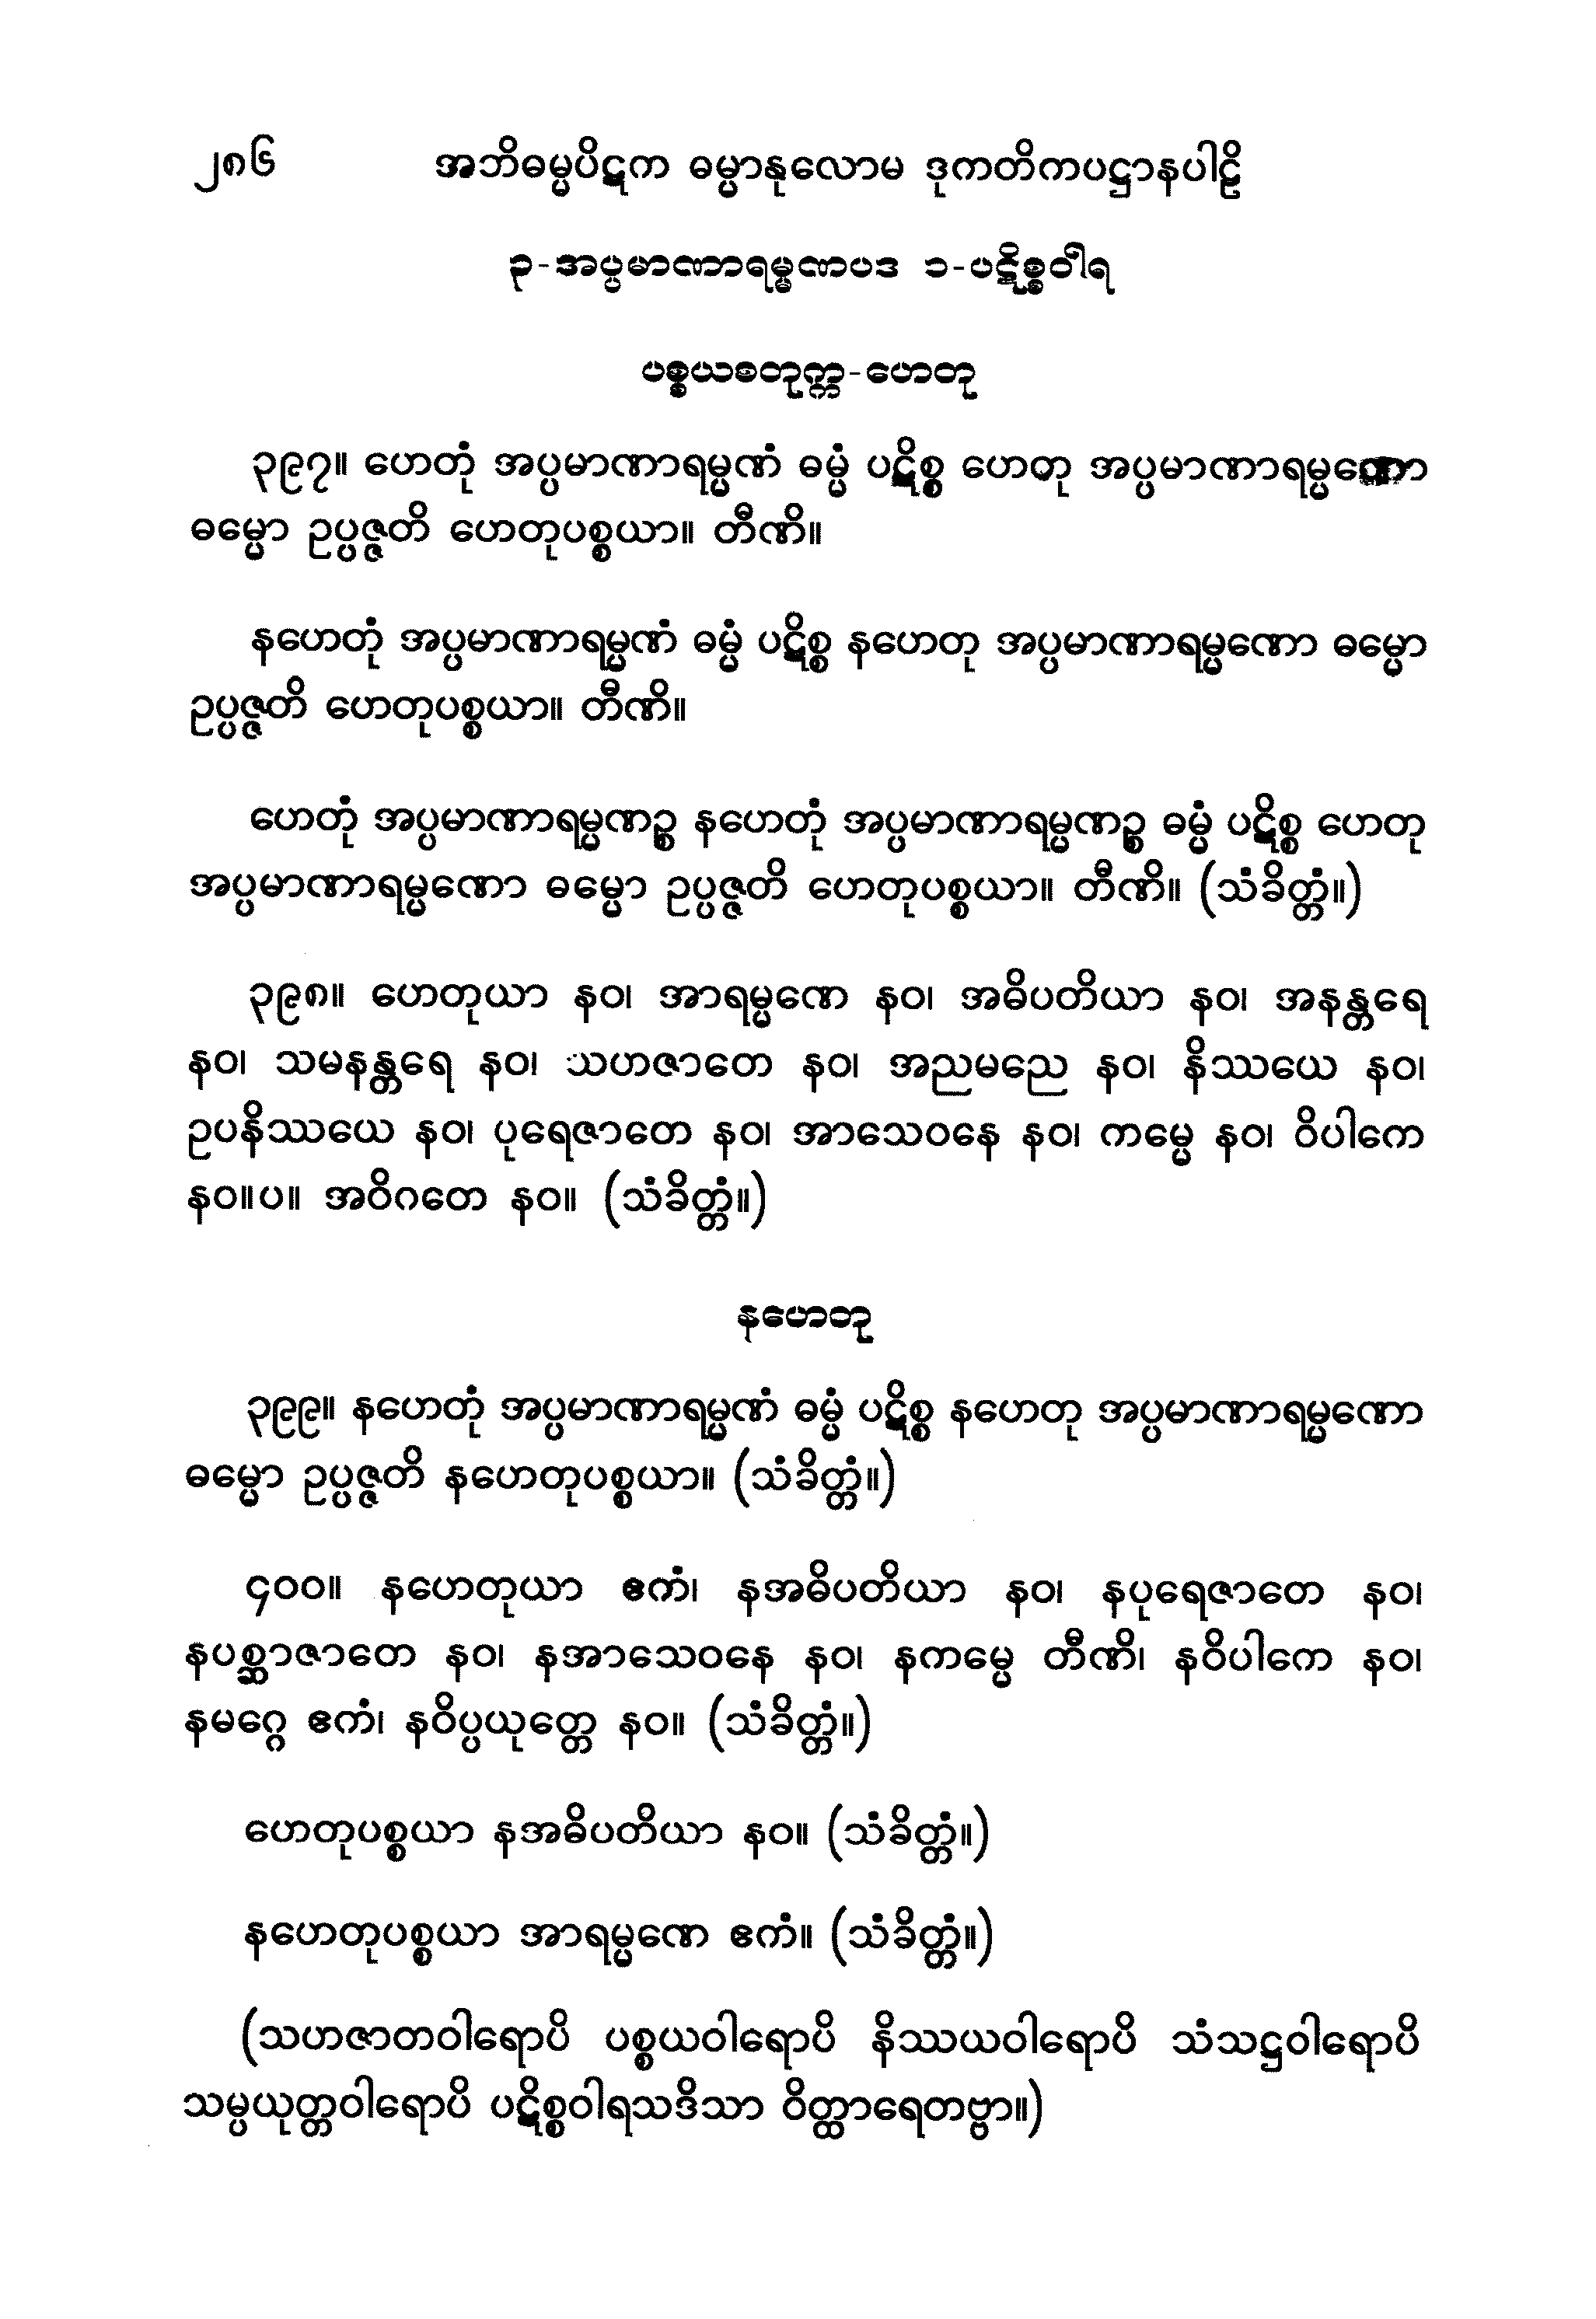 ၂၈၆ အဘိဓမ္မပိဋက ဓမ္မာနုလောမ ဒုကတိကပဋ္ဌာနပါဠိ
၃-အပ္ပမာဏာရမ္မဏပဒ ၁-ပဋိစ္စဝါရ
ပစ္စယစတုက္က-ဟေတု
၃၉၇။ ဟေတုံ အပ္ပမာဏာရမ္မဏံ ဓမ္မံ ပဋိစ္စ ဟေတု အပ္ပမာဏာရမ္မဏော
ဓမ္မော ဥပ္ပဇ္ဇတိ ဟေတုပစ္စယာ။ တီဏိ။
နဟေတုံ အပ္ပမာဏာရမ္မဏံ ဓမ္မံ ပဋိစ္စ နဟေတု အပ္ပမာဏာရမ္မဏော ဓမ္မော
ဥပ္ပဇ္ဇတိ ဟေတုပစ္စယာ။ တီဏိ။
ဟေတုံ အပ္ပမာဏာရမ္မဏဉ္စ နဟေတုံ အပ္ပမာဏာရမ္မဏဉ္စ ဓမ္မံ ပဋိစ္စ ဟေတု
အပ္ပမာဏာရမ္မဏော ဓမ္မော ဥပ္ပဇ္ဇတိ ဟေတုပစ္စယာ။ တီဏိ။ (သံခိတ္တံ။)
၃၉၈။ ဟေတုယာ နဝ၊ အာရမ္မဏေ နဝ၊ အဓိပတိယာ နဝ၊ အနန္တရေ
နဝ၊ သမနန္တရေ နဝ၊ သဟဇာတေ နဝ၊ အညမညေ နဝ၊ နိဿယေ နဝ၊
ဥပနိဿယေ နဝ၊ ပုရေဇာတေ နဝ၊ အာသေဝနေ နဝ၊ ကမ္မေ နဝ၊ ဝိပါကေ
နဝ။ပ။ အဝိဂတေ နဝ။ (သံခိတ္တံ။)
နဟေတု
၃၉၉။ နဟေတုံ အပ္ပမာဏာရမ္မဏံ ဓမ္မံ ပဋိစ္စ နဟေတု အပ္ပမာဏာရမ္မဏော
ဓမ္မော ဥပ္ပဇ္ဇတိ နဟေတုပစ္စယာ။ (သံခိတ္တံ။)
၄၀၀။ နဟေတုယာ ဧကံ၊ နအဓိပတိယာ နဝ၊ နပုရေဇာတေ နဝ၊
နပစ္ဆာဇာတေ နဝ၊ နအာသေဝနေ နဝ၊ နကမ္မေ တီဏိ၊ နဝိပါကေ နဝ၊
နမဂ္ဂေ ဧကံ၊ နဝိပ္ပယုတ္တေ နဝ။ (သံခိတ္တံ။)
ဟေတုပစ္စယာ နအဓိပတိယာ နဝ။ (သံခိတ္တံ။)
နဟေတုပစ္စယာ အာရမ္မဏေ ဧကံ။ (သံခိတ္တံ။)
(သဟဇာတဝါရောပိ ပစ္စယဝါရောပိ နိဿယဝါရောပိ သံသဋ္ဌဝါရောပိ
သမ္ပယုတ္တဝါရောပိ ပဋိစ္စဝါရသဒိသာ ဝိတ္ထာရေတဗ္ဗာ။)